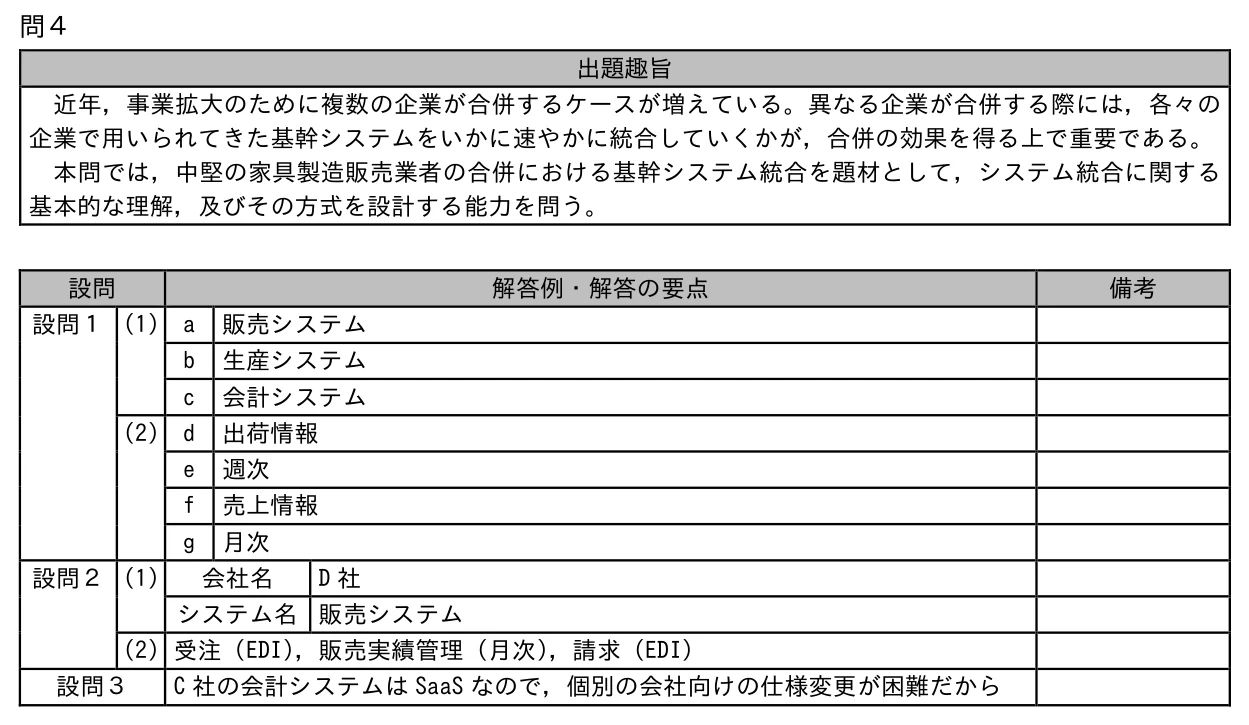 問４
出題趣旨
近年，事業拡大のために複数の企業が合併するケースが増えている。異なる企業が合併する際には，各々の
企業で用いられてきた基幹システムをいかに速やかに統合していくかが，合併の効果を得る上で重要である。
本問では，中堅の家具製造販売業者の合併における基幹システム統合を題材として，システム統合に関する
基本的な理解，及びその方式を設計する能力を問う。
設問 解答例・解答の要点 備考
設問１ (1) a 販売システム
b 生産システム
c 会計システム
(2) d 出荷情報
e 週次
f 売上情報
g 月次
設問２ (1) 会社名 D 社
システム名 販売システム
(2) 受注（EDI），販売実績管理（月次），請求（EDI）
設問３ C 社の会計システムは SaaS なので，個別の会社向けの仕様変更が困難だから